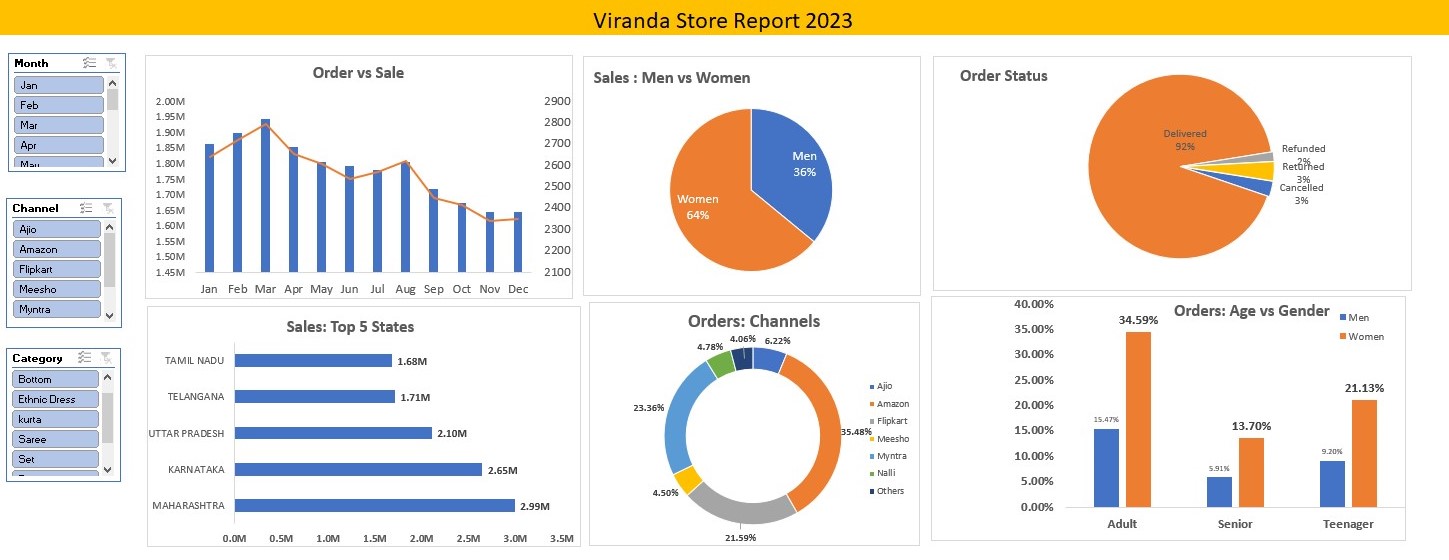 Viranda Store Report 2023
Month
Jan
Feb
Mar
Apr
May
Channel
Ajio
Amazon
Flipkart
Meesho
Myntra
Category
Bottom
Ethnic Dress
kurta
Saree
Set
Order vs Sale
2.00M
1.95M
1.90M
1.85M
1.80M
1.75M
1.70M
1.65M
1.60M
1.55M
1.50M
1.45M
2900
2800
2700
2600
2500
2400
2300
2200
2100
Jan Feb Mar Apr May Jun Jul Aug Sep Oct Nov Dec
Sales : Men vs Women
Men
36%
Women
64%
Order Status
Delivered
92%
Refunded
2%
Returned
3%
Cancelled
3%
Sales: Top 5 States
TAMIL NADU 1.68M
TELANGANA 1.71M
UTTAR PRADESH 2.10M
KARNATAKA 2.65M
MAHARASHTRA 2.99M
0.0M 0.5M 1.0M 1.5M 2.0M 2.5M 3.0M 3.5M
Orders: Channels
4.78% 4.06% 6.22%
23.36%
35.48%
4.50%
21.59%
Ajio
Amazon
Flipkart
Meesho
Myntra
Nalli
Others
Orders: Age vs Gender
Men
Women
40.00%
35.00%
30.00%
25.00%
20.00%
15.00%
10.00%
5.00%
0.00%
15.47% 34.59%
5.91% 13.70%
9.20% 21.13%
Adult Senior Teenager